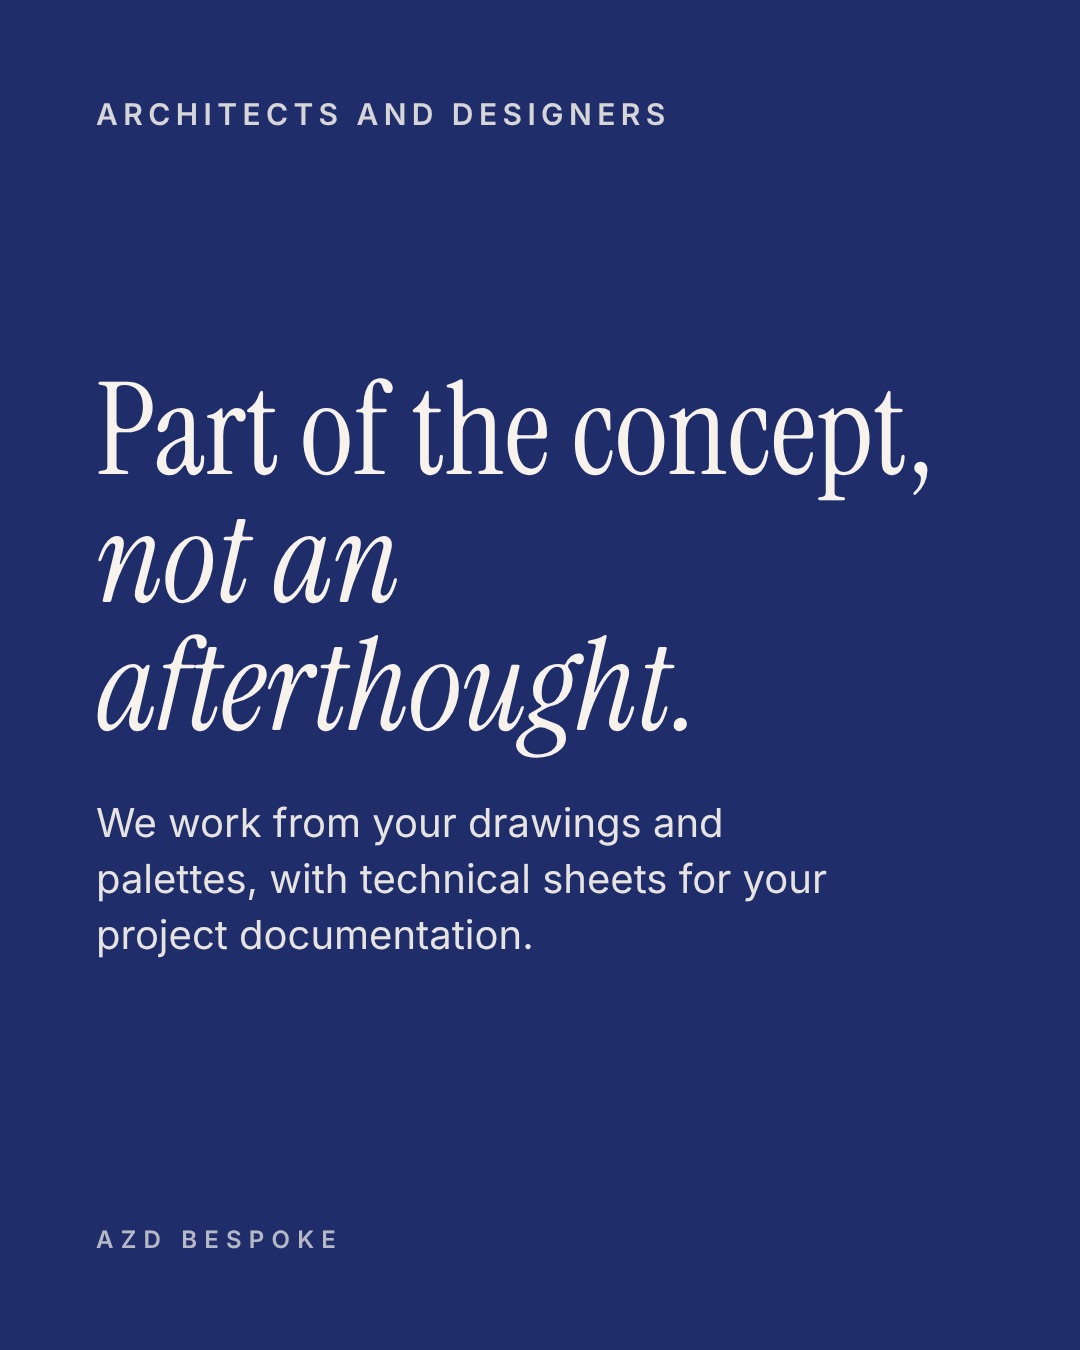 ARCHITECTS AND DESIGNERS
Part of the concept,
not an
afterthought.
We work from your drawings and
palettes, with technical sheets for your
project documentation.
AZD BESPOKE